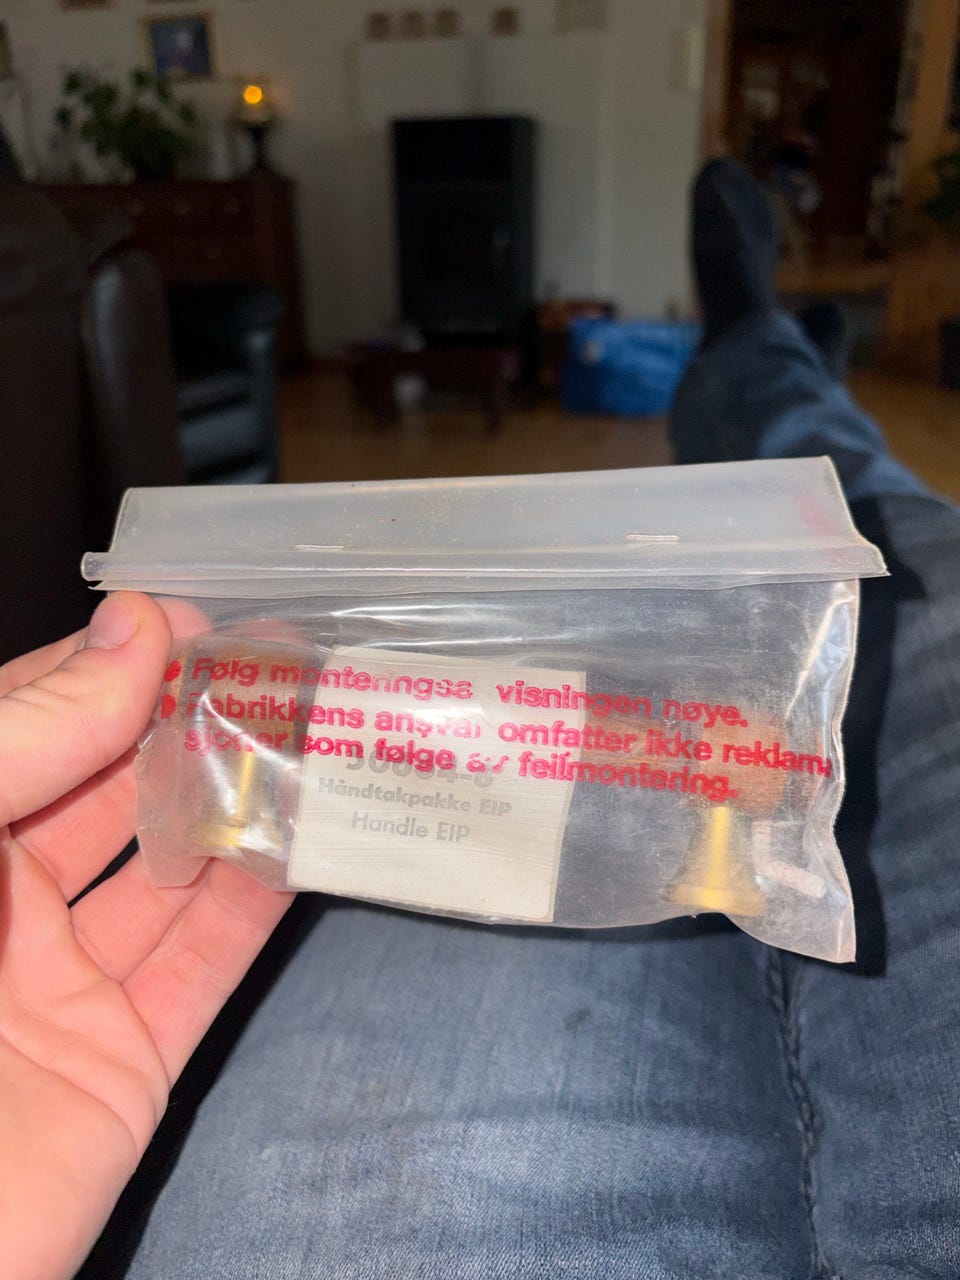 Følg monteringsa visningen nøye.
Fabrikkens ansvar omfatter ikke reklama
sjoner som følge av feilmontering.
Håndtakpakke EIP
Handle EIP